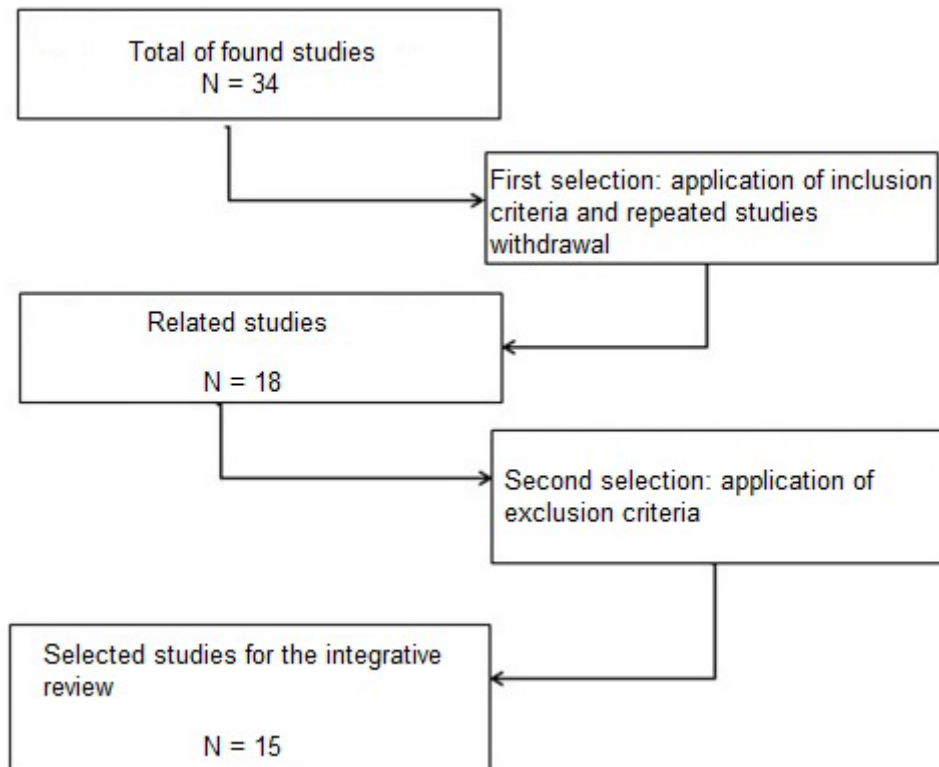 Total of found studies
N = 34
First selection: application of inclusion
criteria and repeated studies
withdrawal
Related studies
N = 18
Second selection: application of
exclusion criteria
Selected studies for the integrative
review
N = 15